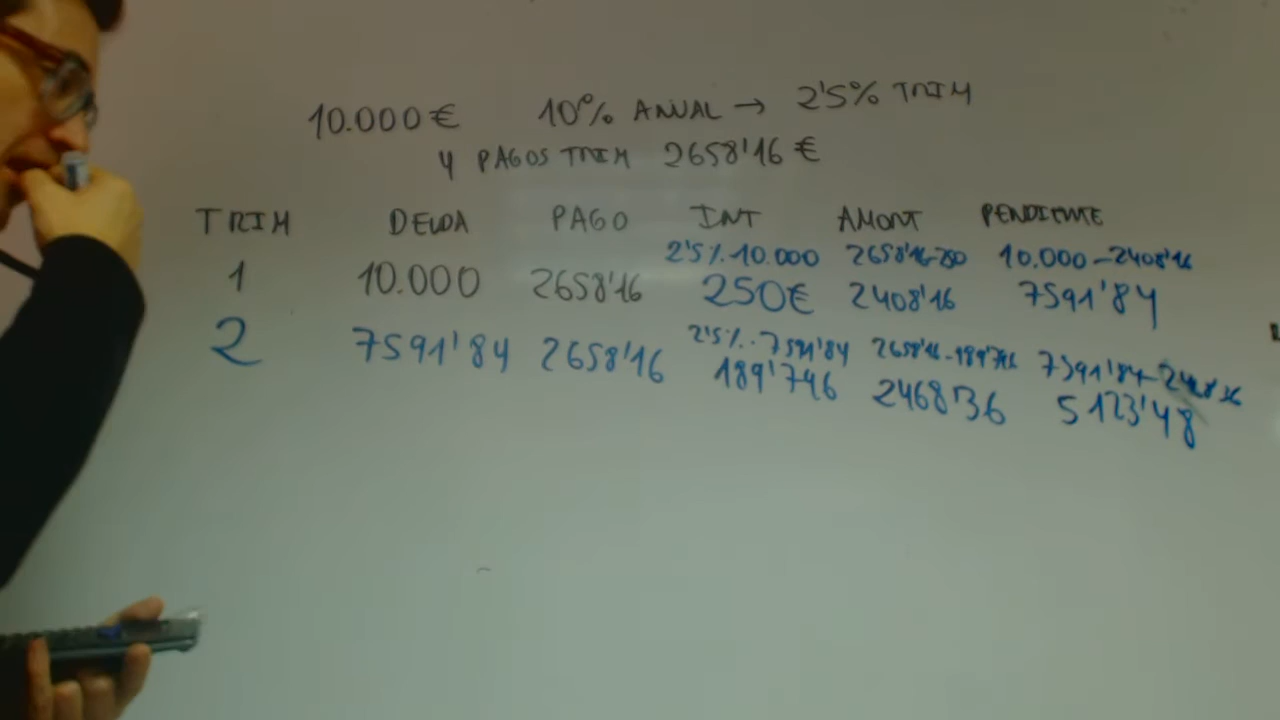 10.000 € 10% ANUAL → 2'5% TRIM
4 PAGOS TRIM 2658'16 €
TRIM DEUDA PAGO INT AMORT PENDIENTE
2'5%.10.000 2658'16-250 10.000-2408'16
1 10.000 2658'16 250€ 2408'16 7591'84
2'5%.7591'84 2658'16-189'796 7591'84-2468'36
2 7591'84 2658'16 189'796 2468'36 5123'48